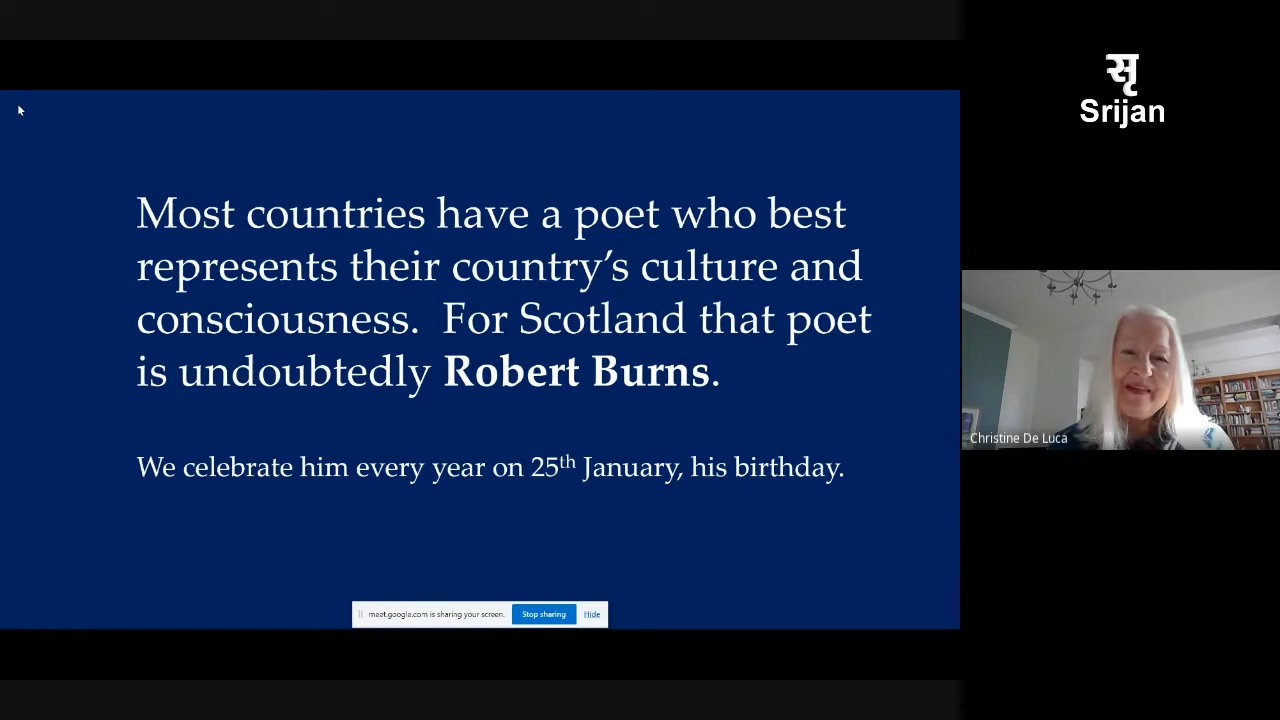 Most countries have a poet who best
represents their country’s culture and
consciousness.  For Scotland that poet
is undoubtedly Robert Burns.
We celebrate him every year on 25th January, his birthday.
meet.google.com is sharing your screen. Stop sharing Hide
सृ
Srijan
Christine De Luca